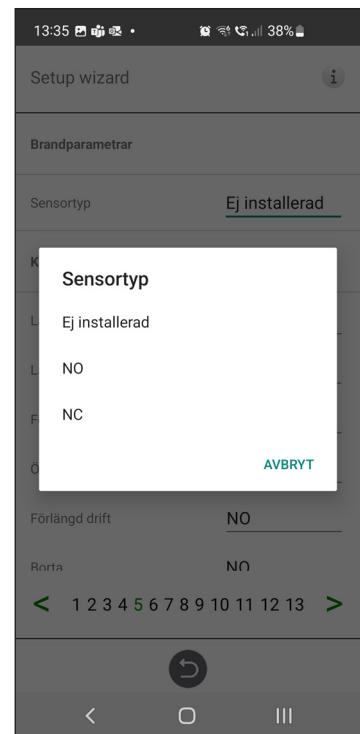 13:35 38%
Setup wizard i
Brandparametrar
Sensortyp Ej installerad
K
Sensortyp
L Ej installerad
L NO
F NC
Ö AVBRYT
Förlängd drift NO
Borta NO
< 1 2 3 4 5 6 7 8 9 10 11 12 13 >